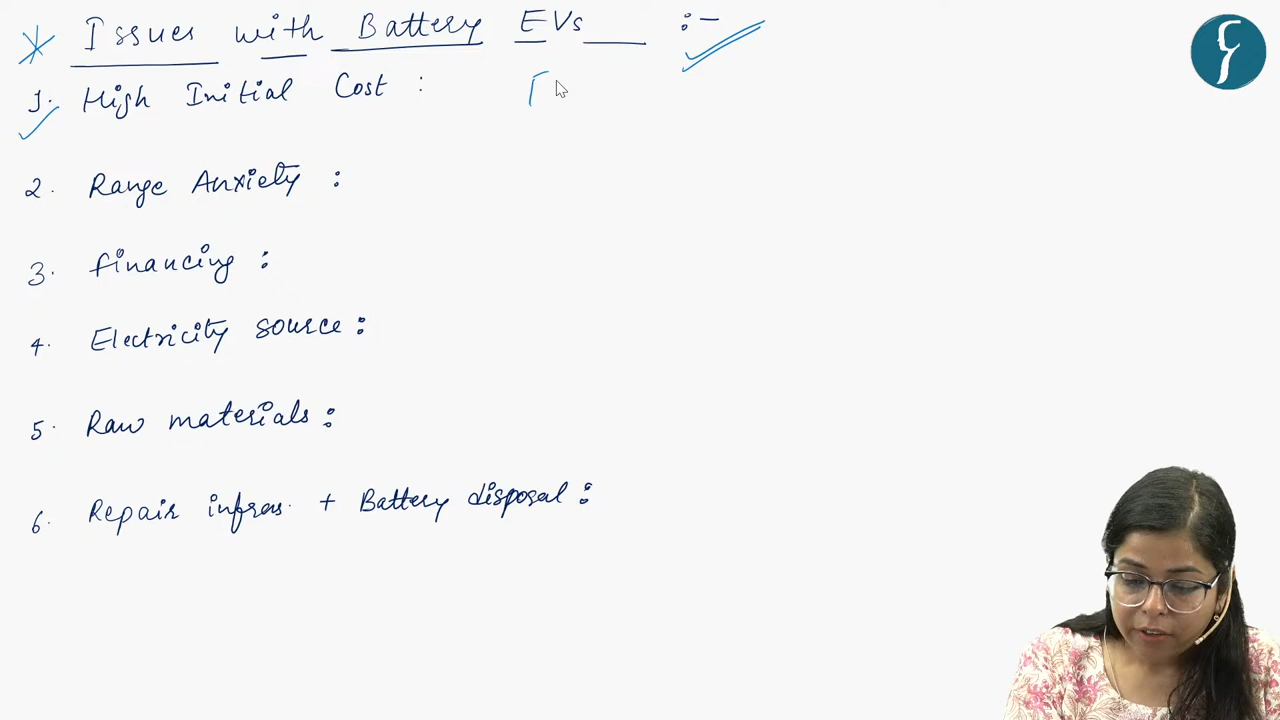 * Issues with Battery EVs :-
1. High Initial Cost :
2. Range Anxiety :
3. financing :
4. Electricity source :
5. Raw materials :
6. Repair infras. + Battery disposal :